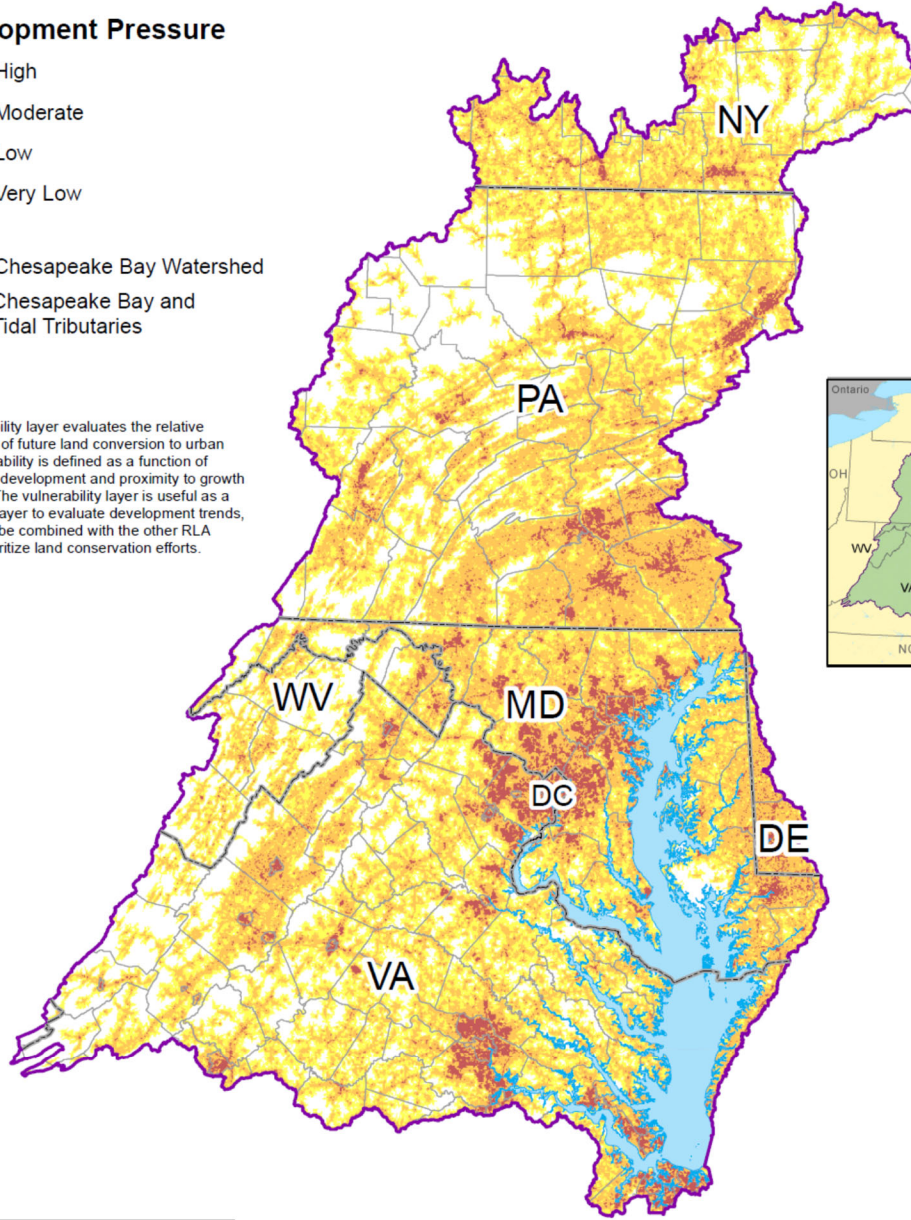 opment Pressure
High
Moderate
Low
Very Low
Chesapeake Bay Watershed
Chesapeake Bay and
Tidal Tributaries
ility layer evaluates the relative
of future land conversion to urban
ability is defined as a function of
development and proximity to growth
The vulnerability layer is useful as a
ayer to evaluate development trends,
be combined with the other RLA
ritize land conservation efforts.
NY
PA
WV
MD
DC
DE
VA
Ontario
OH
WV
VA
NC